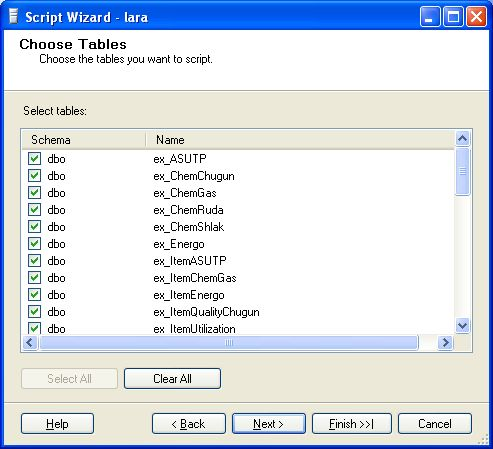 Script Wizard - lara
Choose Tables
Choose the tables you want to script.
Select tables:
Schema Name
dbo ex_ASUTP
dbo ex_ChemChugun
dbo ex_ChemGas
dbo ex_ChemRuda
dbo ex_ChemShlak
dbo ex_Energo
dbo ex_ItemASUTP
dbo ex_ItemChemGas
dbo ex_ItemEnergo
dbo ex_ItemQualityChugun
dbo ex_ItemUtilization
Select All Clear All
Help < Back Next > Finish >>| Cancel